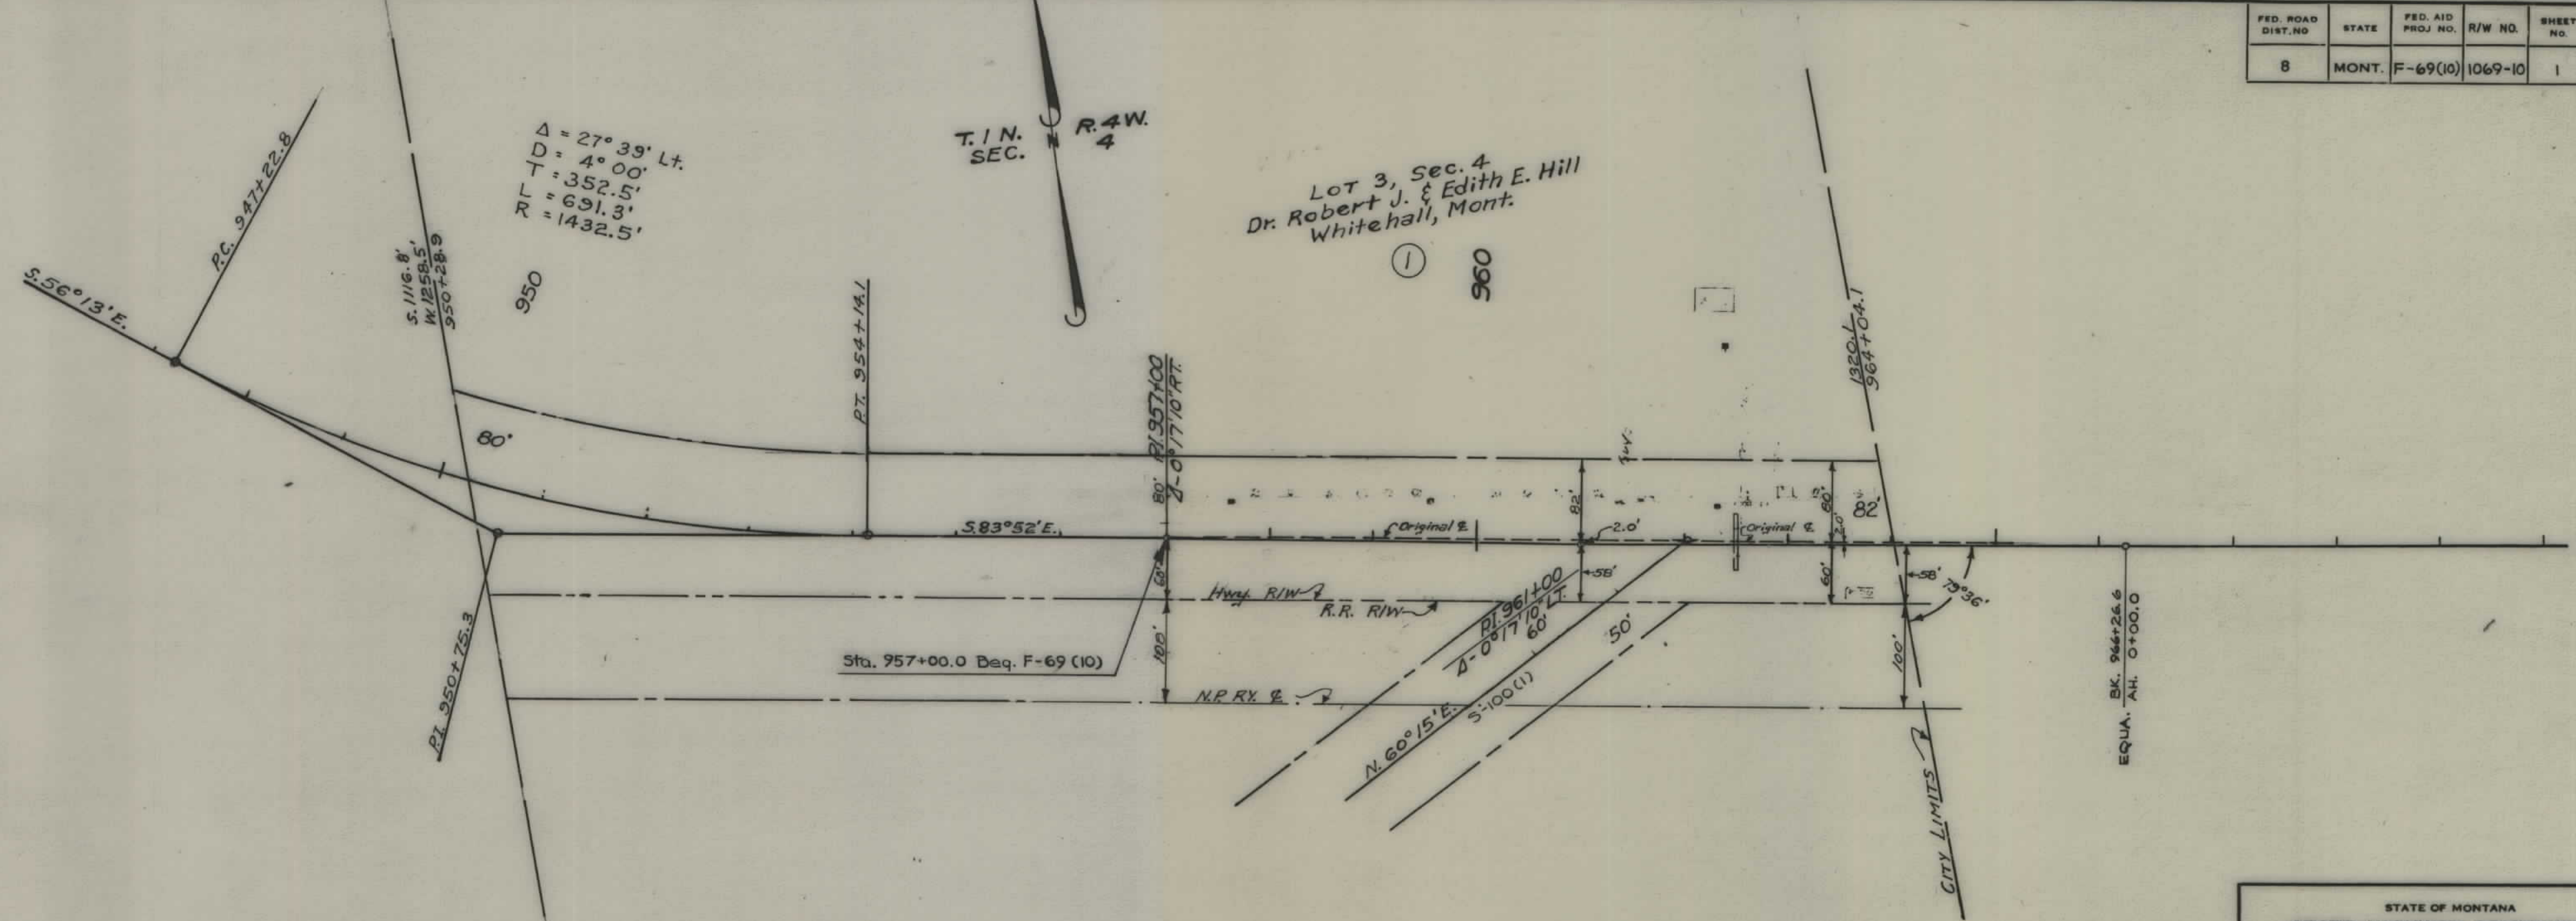 FED. ROAD DIST. NO
STATE
FED. AID PROJ NO.
R/W NO.
SHEET NO.
8
MONT.
F-69(10)
1069-10
1
Δ = 27° 39' Lt.
D = 4° 00'
T = 352.5'
L = 691.3'
R = 1432.5'
T. 1 N. R. 4 W.
SEC. 4
N
LOT 3, Sec. 4
Dr. Robert J. & Edith E. Hill
Whitehall, Mont.
1
960
950
P.C. 947+22.8
S. 56° 13' E.
S. 1116.8'
W. 1258.5'
950+28.9
80'
P.T. 954+14.1
P.I. 957+00
Δ-0°17'10" RT.
80'
60'
100'
S. 83° 52' E.
Original ℄
82'
2.0'
58'
Original ℄
80'
2.0'
60'
82'
1320.1
964+04.1
58'
79°36'
100'
Hwy. R/W
R.R. R/W
P.I. 961+00
Δ-0°17'10" LT.
60'
50'
N. 60° 15' E.
S-100(1)
Sta. 957+00.0 Beg. F-69 (10)
N.P. RY. ℄
P.I. 950+75.3
CITY LIMITS
EQUA. BK. 966+26.6
AH. 0+00.0
STATE OF MONTANA